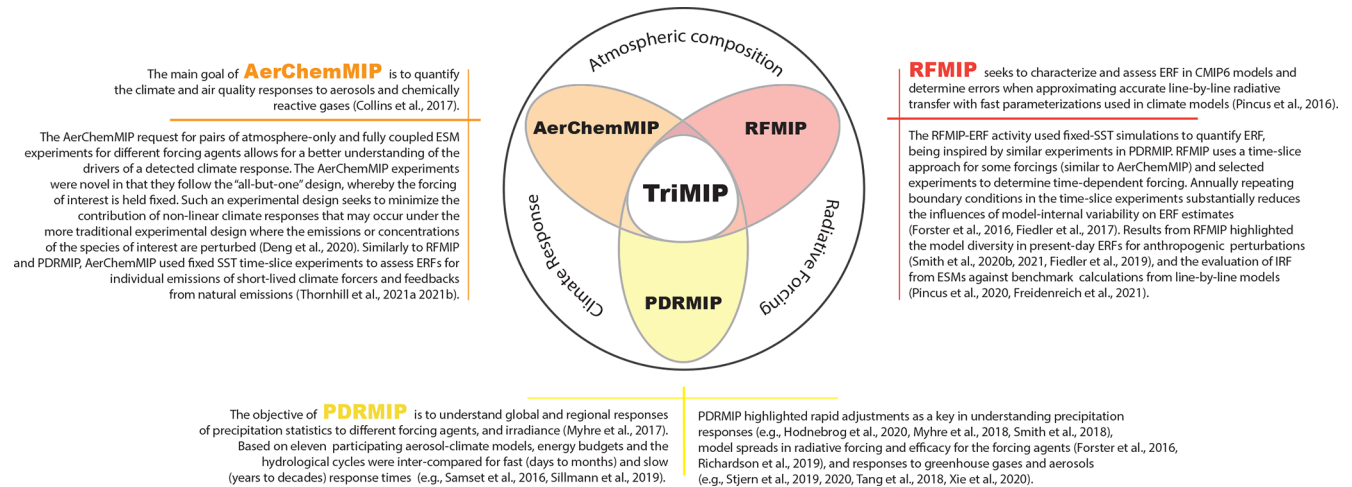 Atmospheric composition
The main goal of AerChemMIP is to quantify
the climate and air quality responses to aerosols and chemically
reactive gases (Collins et al., 2017).
The AerChemMIP request for pairs of atmosphere-only and fully coupled ESM
experiments for different forcing agents allows for a better understanding of the
drivers of a detected climate response. The AerChemMIP experiments
were novel in that they follow the “all-but-one” design, whereby the forcing
of interest is held fixed. Such an experimental design seeks to minimize the
contribution of non-linear climate responses that may occur under the
more traditional experimental design where the emissions or concentrations
of the species of interest are perturbed (Deng et al., 2020). Similarly to RFMIP
and PDRMIP, AerChemMIP used fixed SST time-slice experiments to assess ERFs for
individual emissions of short-lived climate forcers and feedbacks
from natural emissions (Thornhill et al., 2021a 2021b).
AerChemMIP
RFMIP
TriMIP
PDRMIP
Climate Response
Radiative Forcing
RFMIP seeks to characterize and assess ERF in CMIP6 models and
determine errors when approximating accurate line-by-line radiative
transfer with fast parameterizations used in climate models (Pincus et al., 2016).
The RFMIP-ERF activity used fixed-SST simulations to quantify ERF,
being inspired by similar experiments in PDRMIP. RFMIP uses a time-slice
approach for some forcings (similar to AerChemMIP) and selected
experiments to determine time-dependent forcing. Annually repeating
boundary conditions in the time-slice experiments substantially reduces
the influences of model-internal variability on ERF estimates
(Forster et al., 2016, Fiedler et al., 2017). Results from RFMIP highlighted
the model diversity in present-day ERFs for anthropogenic perturbations
(Smith et al., 2020b, 2021, Fiedler et al., 2019), and the evaluation of IRF
from ESMs against benchmark calculations from line-by-line models
(Pincus et al., 2020, Freidenreich et al., 2021).
The objective of PDRMIP is to understand global and regional responses
of precipitation statistics to different forcing agents, and irradiance (Myhre et al., 2017).
Based on eleven participating aerosol-climate models, energy budgets and the
hydrological cycles were inter-compared for fast (days to months) and slow
(years to decades) response times (e.g., Samset et al., 2016, Sillmann et al., 2019).
PDRMIP highlighted rapid adjustments as a key in understanding precipitation
responses (e.g., Hodnebrog et al., 2020, Myhre et al., 2018, Smith et al., 2018),
model spreads in radiative forcing and efficacy for the forcing agents (Forster et al., 2016,
Richardson et al., 2019), and responses to greenhouse gases and aerosols
(e.g., Stjern et al., 2019, 2020, Tang et al., 2018, Xie et al., 2020).